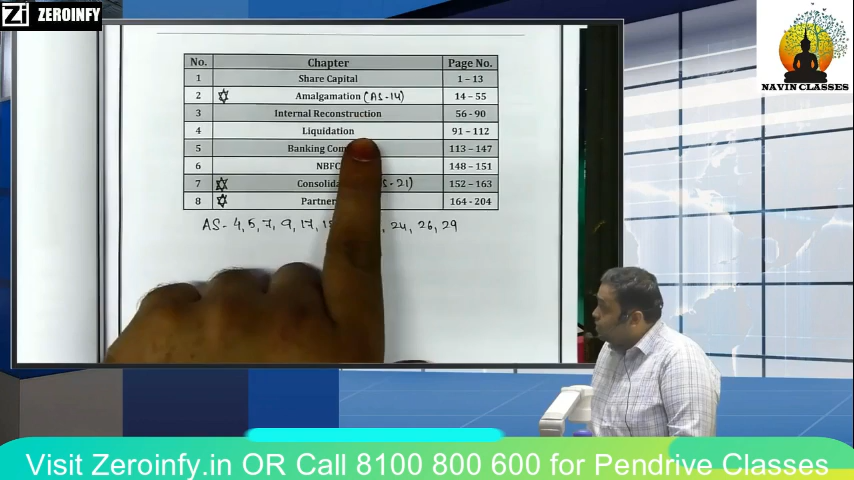 Zi ZEROINFY
NAVIN CLASSES
No. Chapter Page No.
1 Share Capital 1 – 13
2 Amalgamation (AS-14) 14 – 55
3 Internal Reconstruction 56 - 90
4 Liquidation 91 – 112
5 Banking 113 – 147
6 NBFC 148 – 151
7 21) 152 – 163
8 164 - 204
AS - 4, 5, 7, 9, 17, 24, 26, 29
Visit Zeroinfy.in OR Call 8100 800 600 for Pendrive Classes